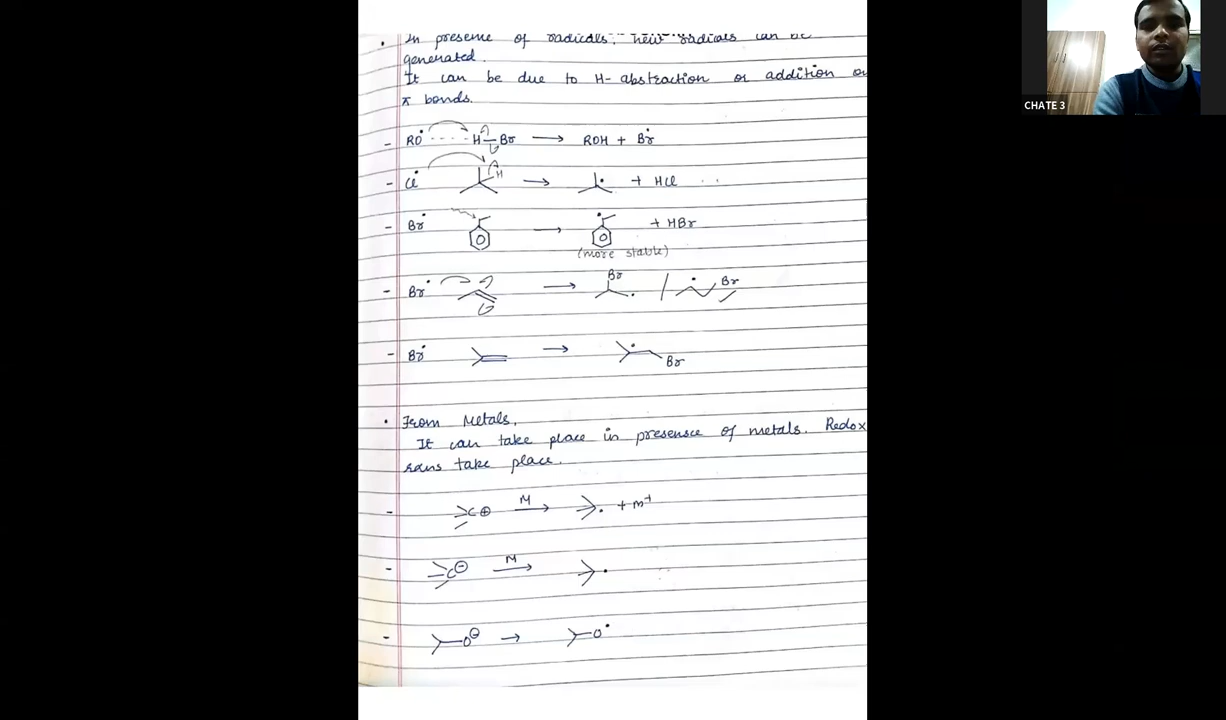 • In presense of radicals, new radicals can be
generated.
It can be due to H- abstraction or addition on
π bonds.
CHATE 3
- RO• H—Br → ROH + Br•
- Cl• H → • + HCl
- Br• → • + HBr
(more stable)
- Br• → Br • / • Br
- Br• → • Br
• From Metals,
It can take place in presensce of metals. Redox
rxns take place.
- C⊕ M → • + M+
- C⊖ M → •
- O⊖ → O•